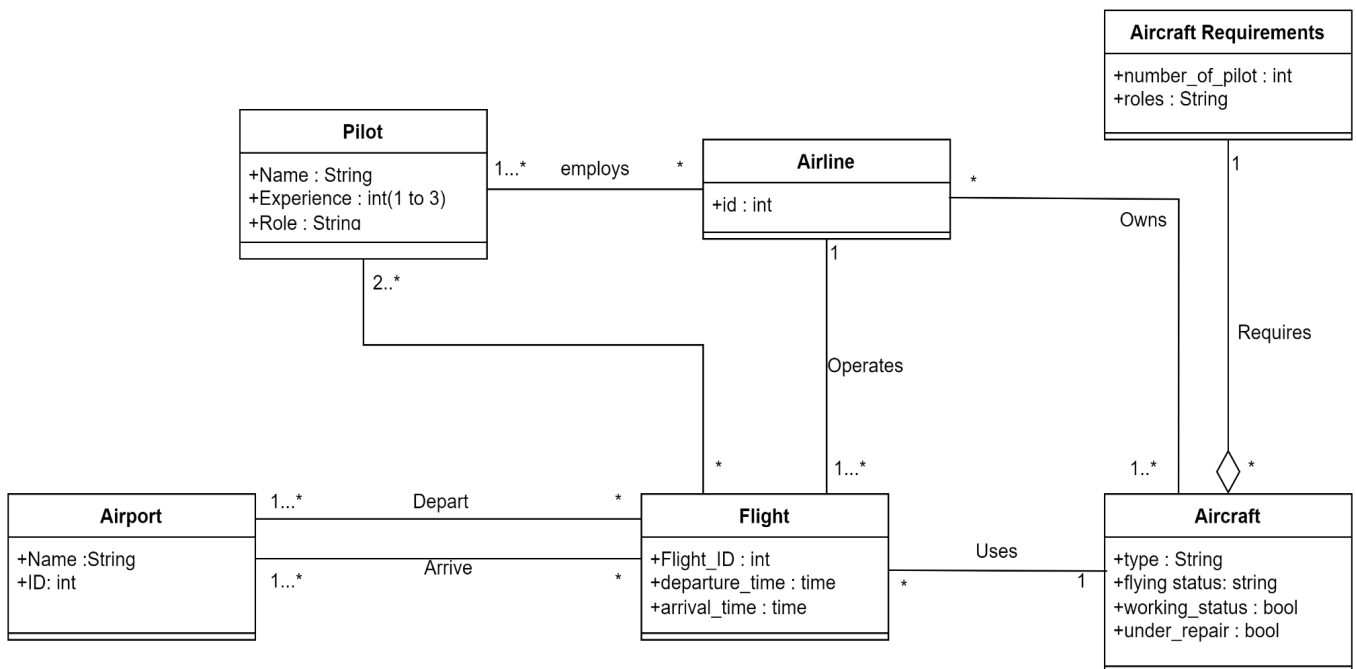 Aircraft Requirements
+number_of_pilot : int
+roles : String
1
Pilot
+Name : String
+Experience : int(1 to 3)
+Role : String
1...*
employs
*
Airline
+id : int
*
Owns
1
2..*
Requires
Operates
*
1...*
1..*
*
Airport
+Name :String
+ID: int
1...*
Depart
*
1...*
Arrive
*
Flight
+Flight_ID : int
+departure_time : time
+arrival_time : time
Uses
*
1
Aircraft
+type : String
+flying status: string
+working_status : bool
+under_repair : bool